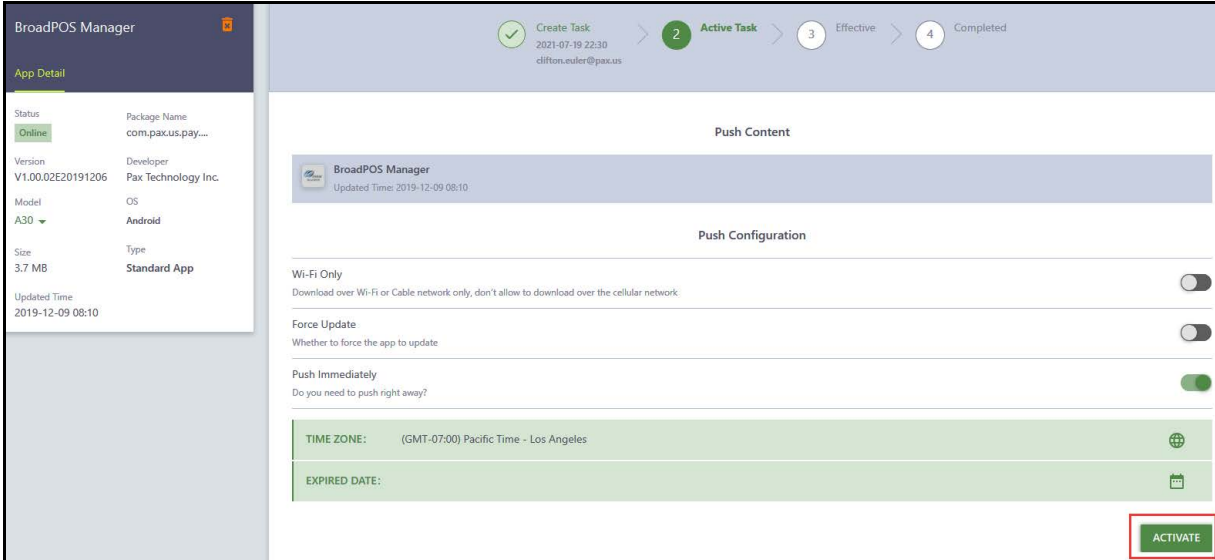 BroadPOS Manager
App Detail
Status
Package Name
Online
com.pax.us.pay....
Version
Developer
V1.00.02E20191206
Pax Technology Inc.
Model
OS
A30
Android
Size
Type
3.7 MB
Standard App
Updated Time
2019-12-09 08:10
Create Task
2021-07-19 22:30
clifton.euler@pax.us
2
Active Task
3
Effective
4
Completed
Push Content
BroadPOS Manager
Updated Time: 2019-12-09 08:10
Push Configuration
Wi-Fi Only
Download over Wi-Fi or Cable network only, don't allow to download over the cellular network
Force Update
Whether to force the app to update
Push Immediately
Do you need to push right away?
TIME ZONE: (GMT-07:00) Pacific Time - Los Angeles
EXPIRED DATE:
ACTIVATE